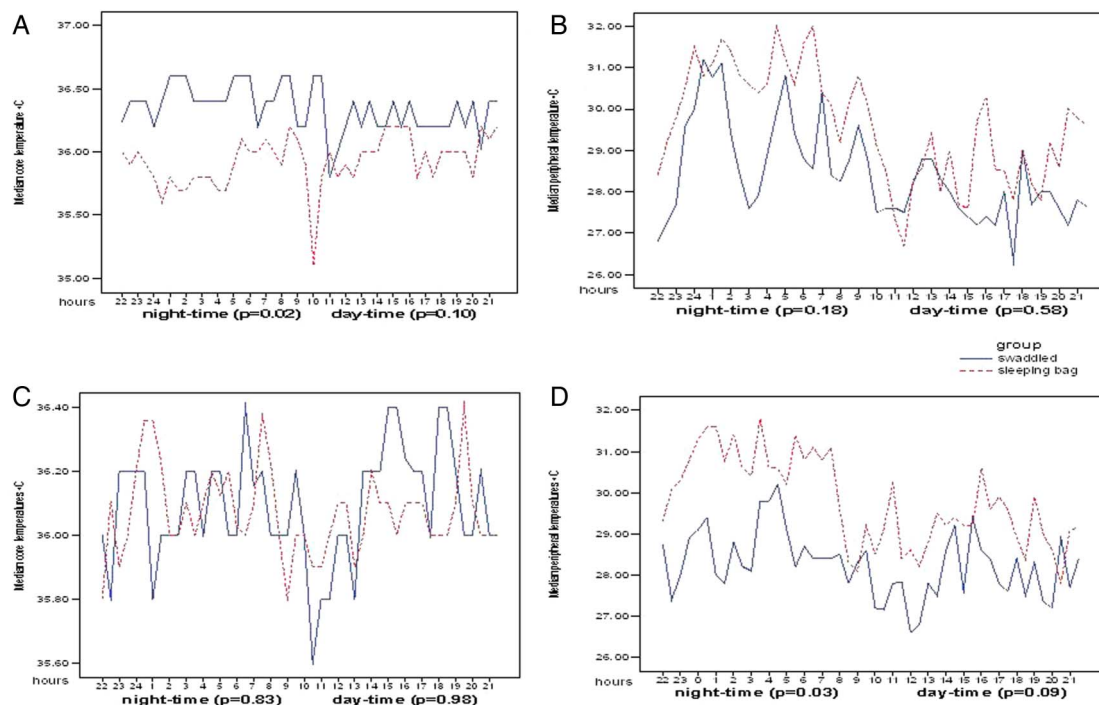 A
37.00
36.50
36.00
35.50
35.00
Median core temperature °C
hours
22 23 24 1 2 3 4 5 6 7 8 9 10 11 12 13 14 15 16 17 18 19 20 21
night-time (p=0.02) day-time (p=0.10)
B
32.00
31.00
30.00
29.00
28.00
27.00
26.00
Median peripheral temperature °C
hours
22 23 24 1 2 3 4 5 6 7 8 9 10 11 12 13 14 15 16 17 18 19 20 21
night-time (p=0.18) day-time (p=0.58)
group
swaddled
sleeping bag
C
36.40
36.20
36.00
35.80
35.60
Median core temperatures °C
hours
22 23 24 1 2 3 4 5 6 7 8 9 10 11 12 13 14 15 16 17 18 19 20 21
night-time (p=0.83) day-time (p=0.98)
D
32.00
31.00
30.00
29.00
28.00
27.00
26.00
Median peripheral temperatures °C
hours
22 23 0 1 2 3 4 5 6 7 8 9 10 11 12 13 14 15 16 17 18 19 20 21
night-time (p=0.03) day-time (p=0.09)